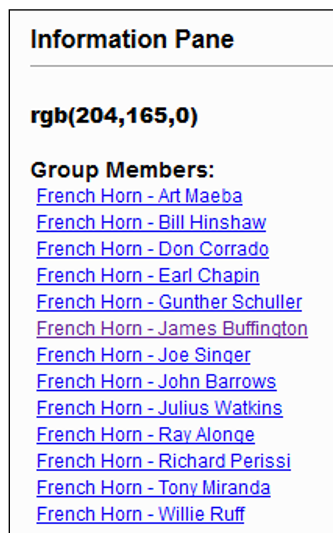 Information Pane
rgb(204,165,0)
Group Members:
French Horn - Art Maeba
French Horn - Bill Hinshaw
French Horn - Don Corrado
French Horn - Earl Chapin
French Horn - Gunther Schuller
French Horn - James Buffington
French Horn - Joe Singer
French Horn - John Barrows
French Horn - Julius Watkins
French Horn - Ray Alonge
French Horn - Richard Perissi
French Horn - Tony Miranda
French Horn - Willie Ruff